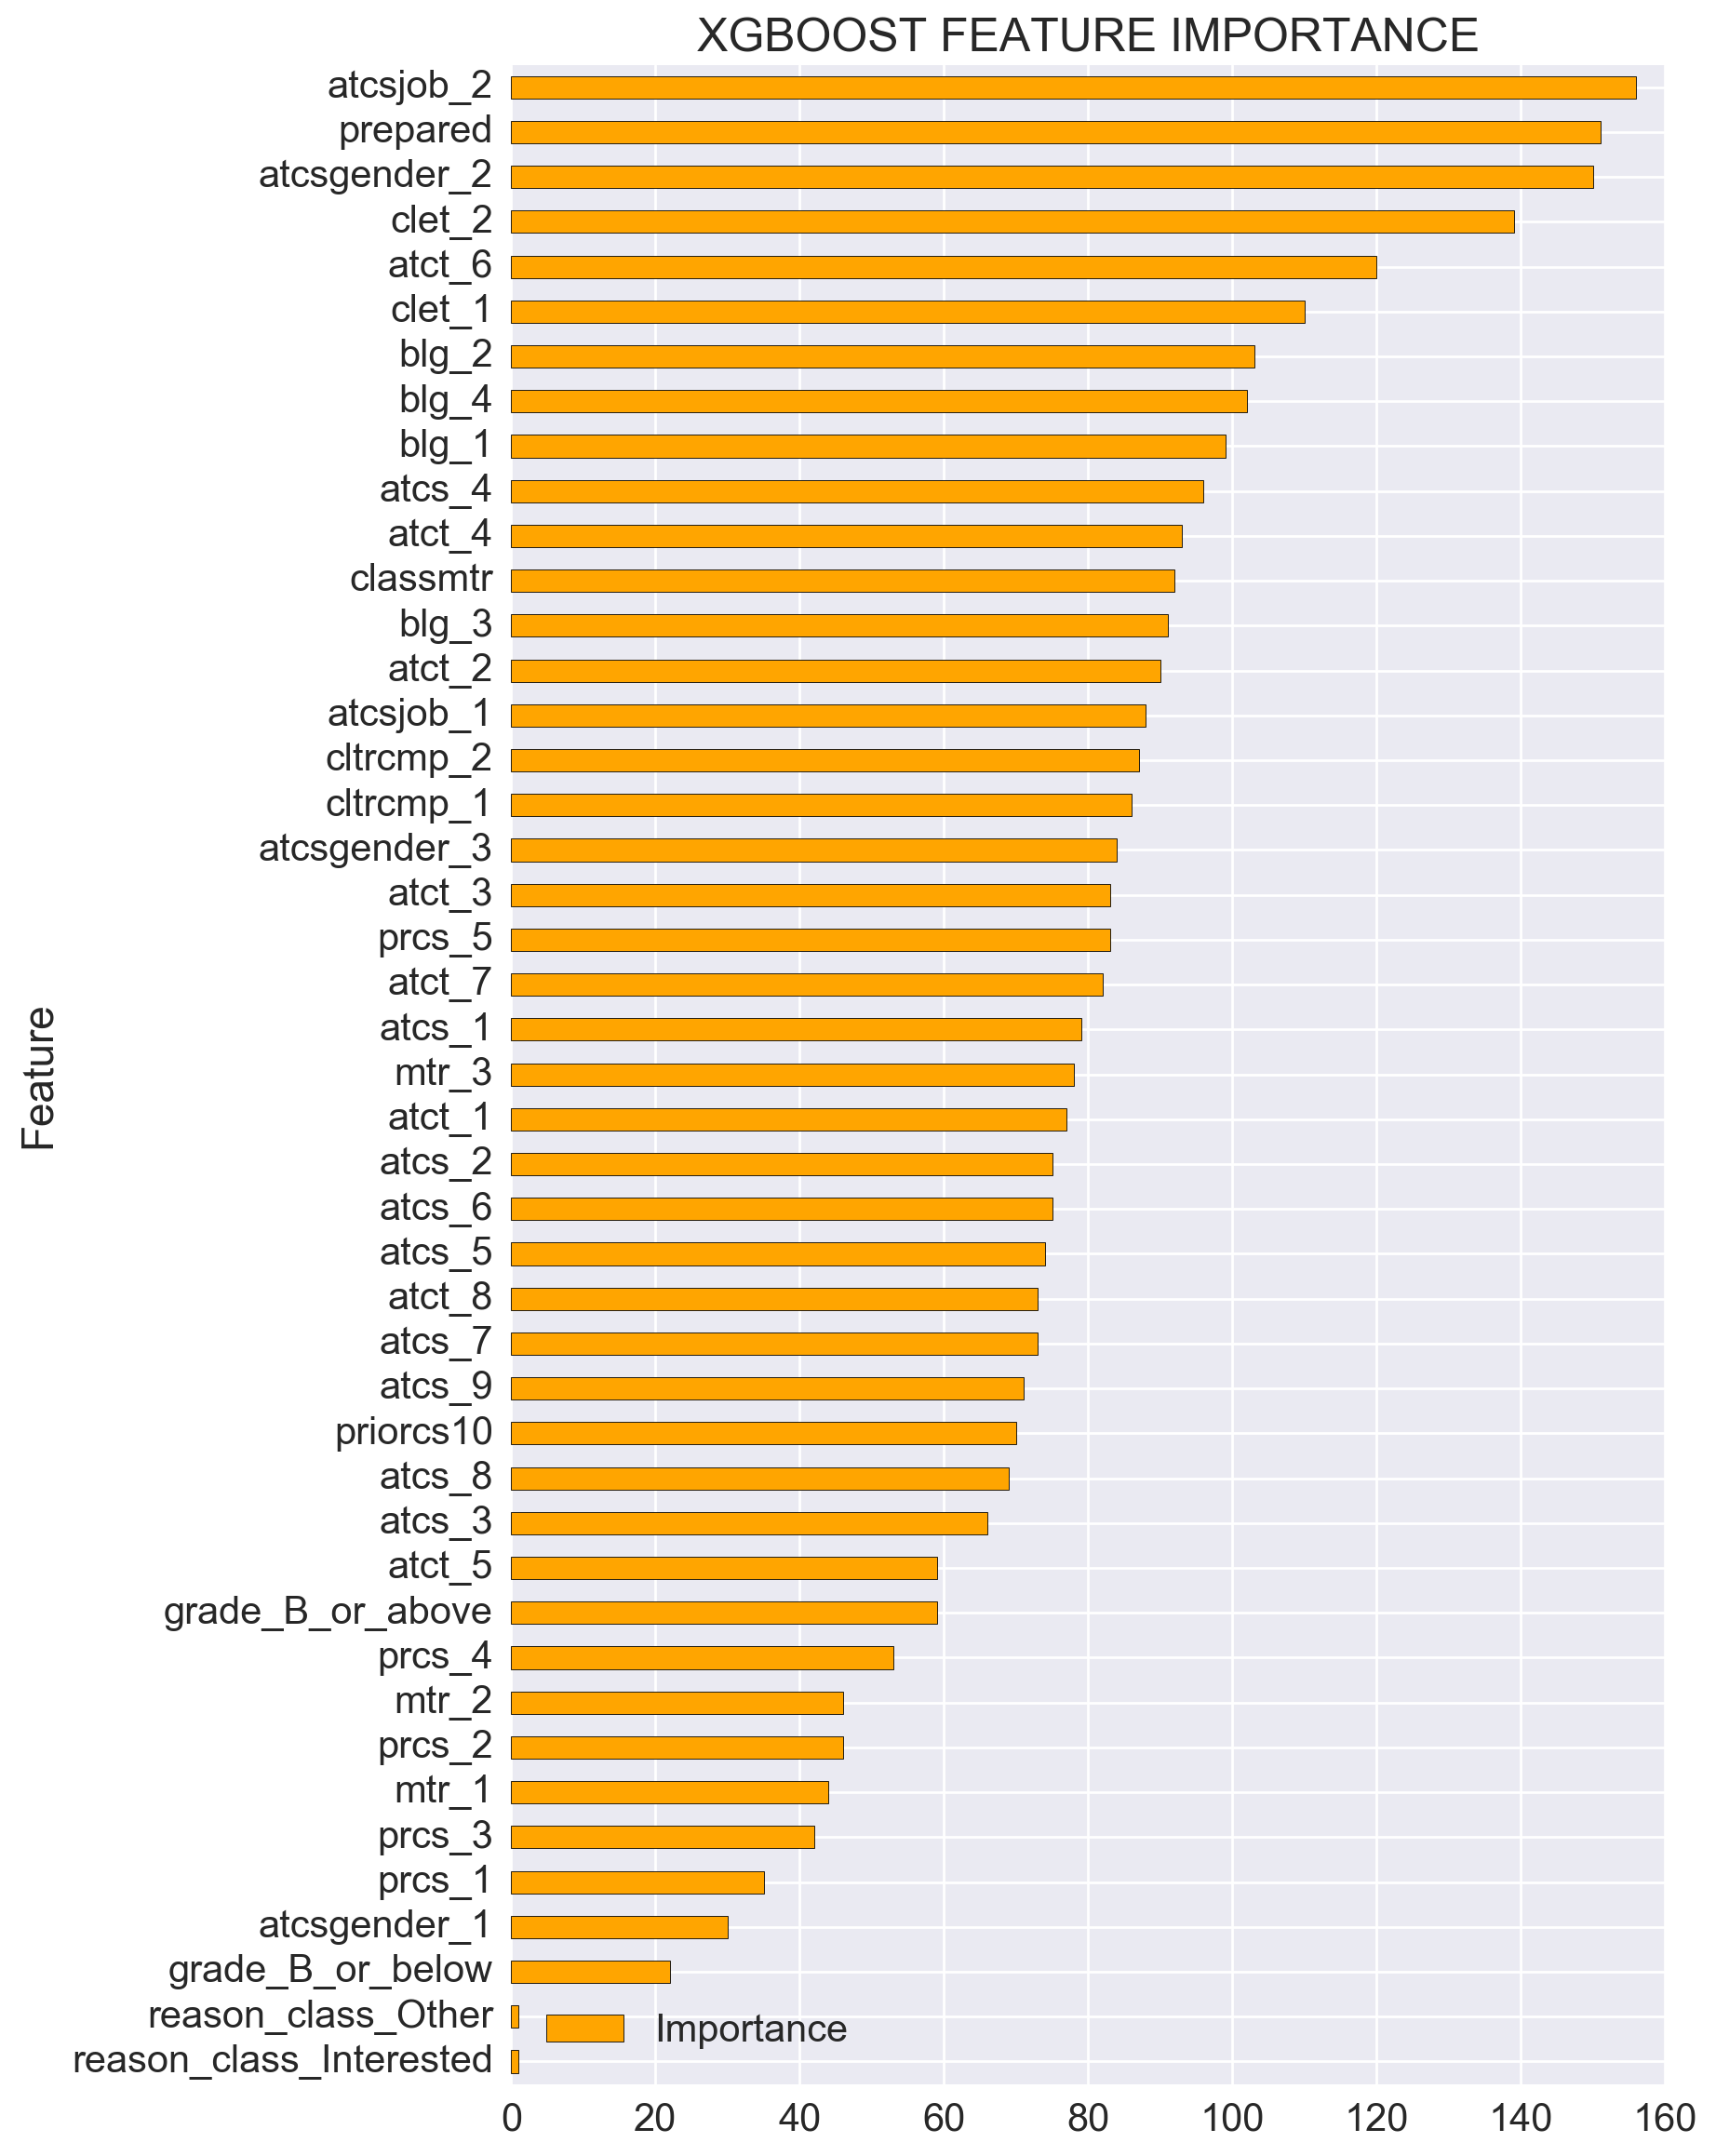 XGBOOST FEATURE IMPORTANCE
atcsjob_2
prepared
atcsgender_2
clet_2
atct_6
clet_1
blg_2
blg_4
blg_1
atcs_4
atct_4
classmtr
blg_3
atct_2
atcsjob_1
cltrcmp_2
cltrcmp_1
atcsgender_3
atct_3
prcs_5
atct_7
atcs_1
mtr_3
atct_1
atcs_2
atcs_6
atcs_5
atct_8
atcs_7
atcs_9
priorcs10
atcs_8
atcs_3
atct_5
grade_B_or_above
prcs_4
mtr_2
prcs_2
mtr_1
prcs_3
prcs_1
atcsgender_1
grade_B_or_below
reason_class_Other
reason_class_Interested
Feature
Importance
0 20 40 60 80 100 120 140 160